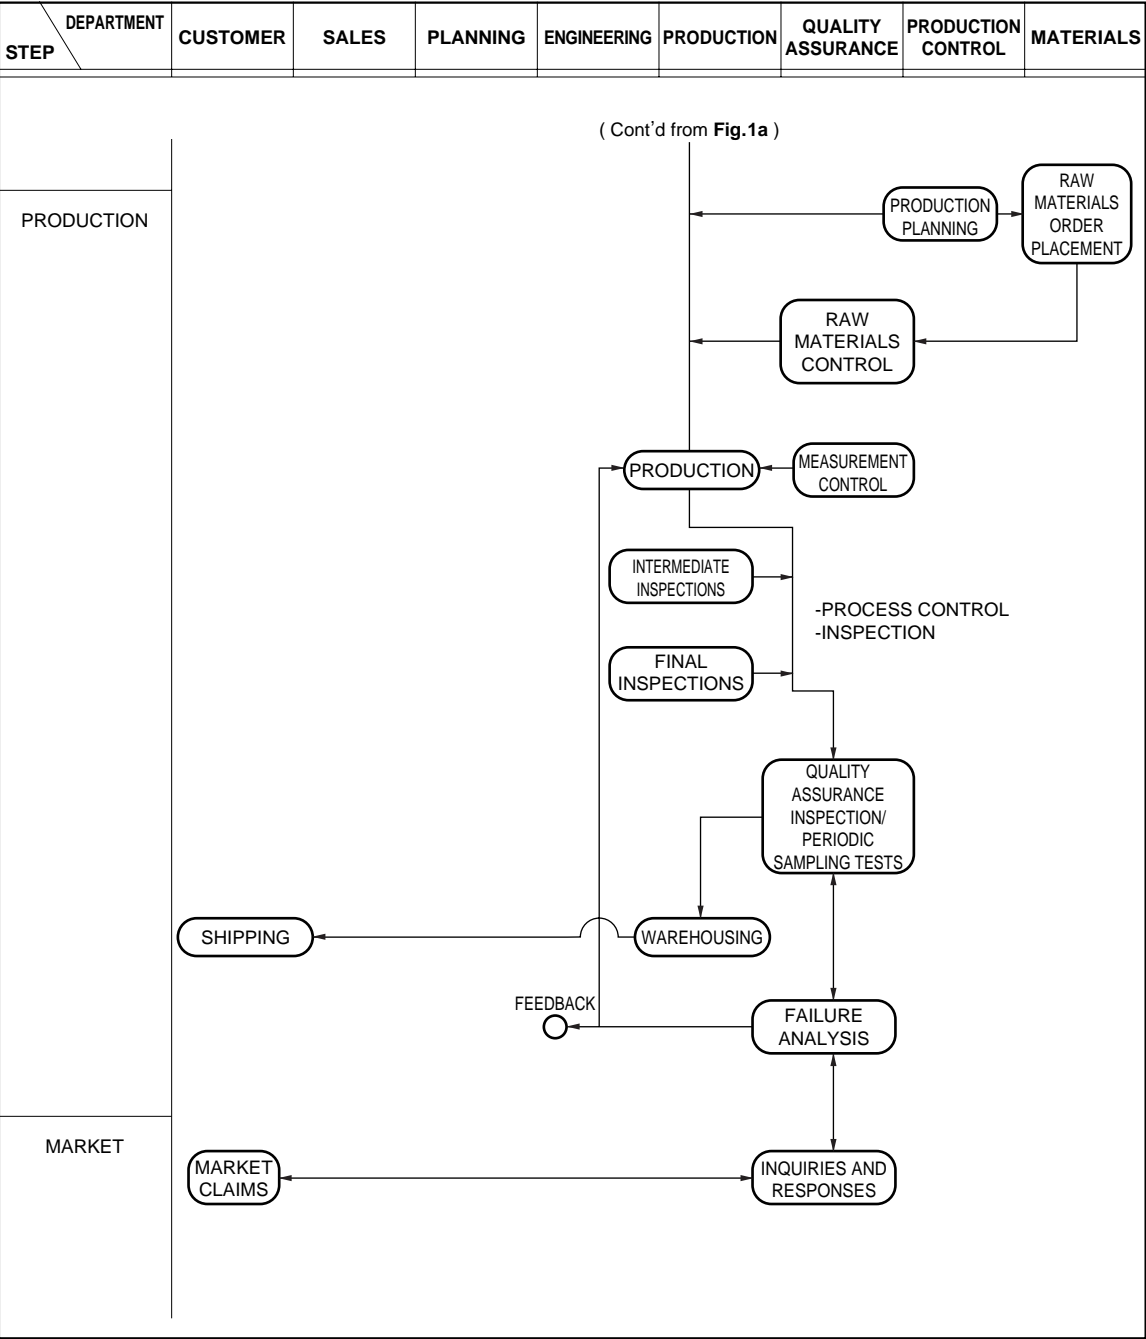 DEPARTMENT
STEP
CUSTOMER
SALES
PLANNING
ENGINEERING
PRODUCTION
QUALITY
ASSURANCE
PRODUCTION
CONTROL
MATERIALS
( Cont’d from Fig.1a )
PRODUCTION
PRODUCTION
PLANNING
RAW
MATERIALS
ORDER
PLACEMENT
RAW
MATERIALS
CONTROL
PRODUCTION
MEASUREMENT
CONTROL
INTERMEDIATE
INSPECTIONS
-PROCESS CONTROL
-INSPECTION
FINAL
INSPECTIONS
QUALITY
ASSURANCE
INSPECTION/
PERIODIC
SAMPLING TESTS
SHIPPING
WAREHOUSING
FEEDBACK
FAILURE
ANALYSIS
MARKET
MARKET
CLAIMS
INQUIRIES AND
RESPONSES